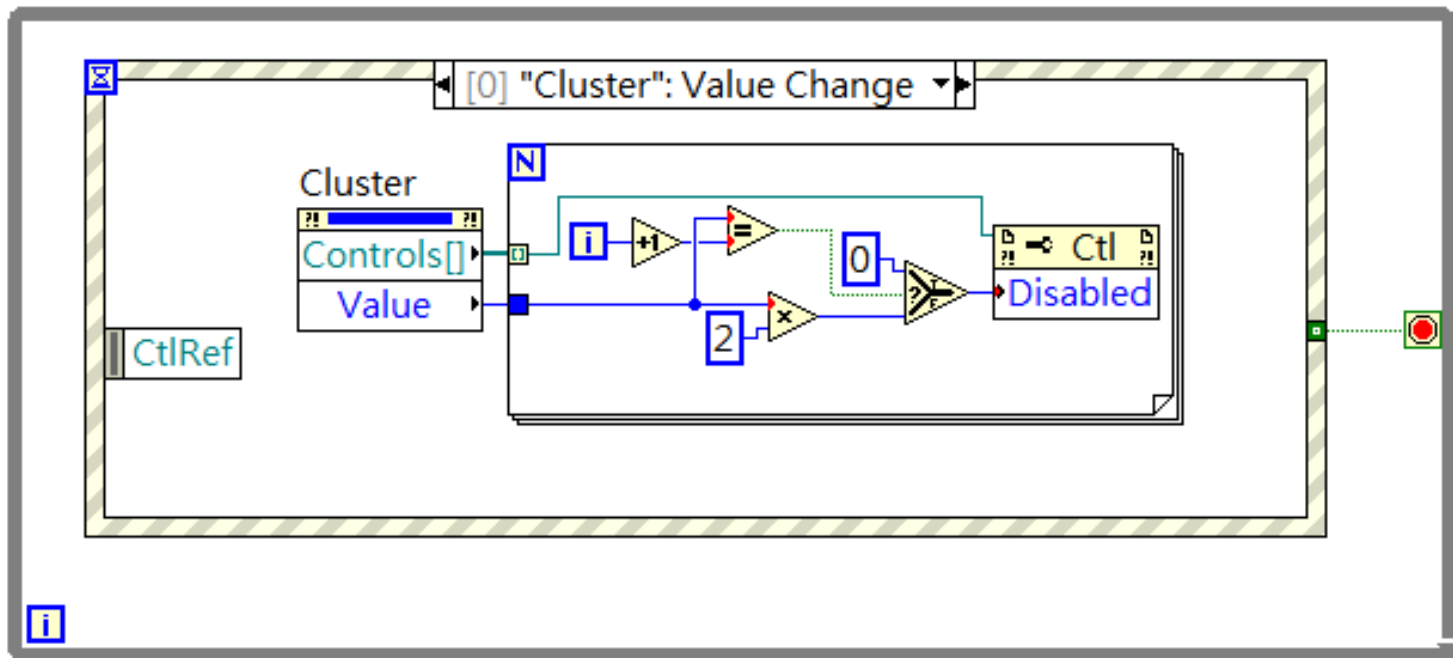 [0] "Cluster": Value Change
Cluster
Controls[]
Value
CtlRef
N
i
+1
=
0
2
x
?
T
F
Ctl
Disabled
i